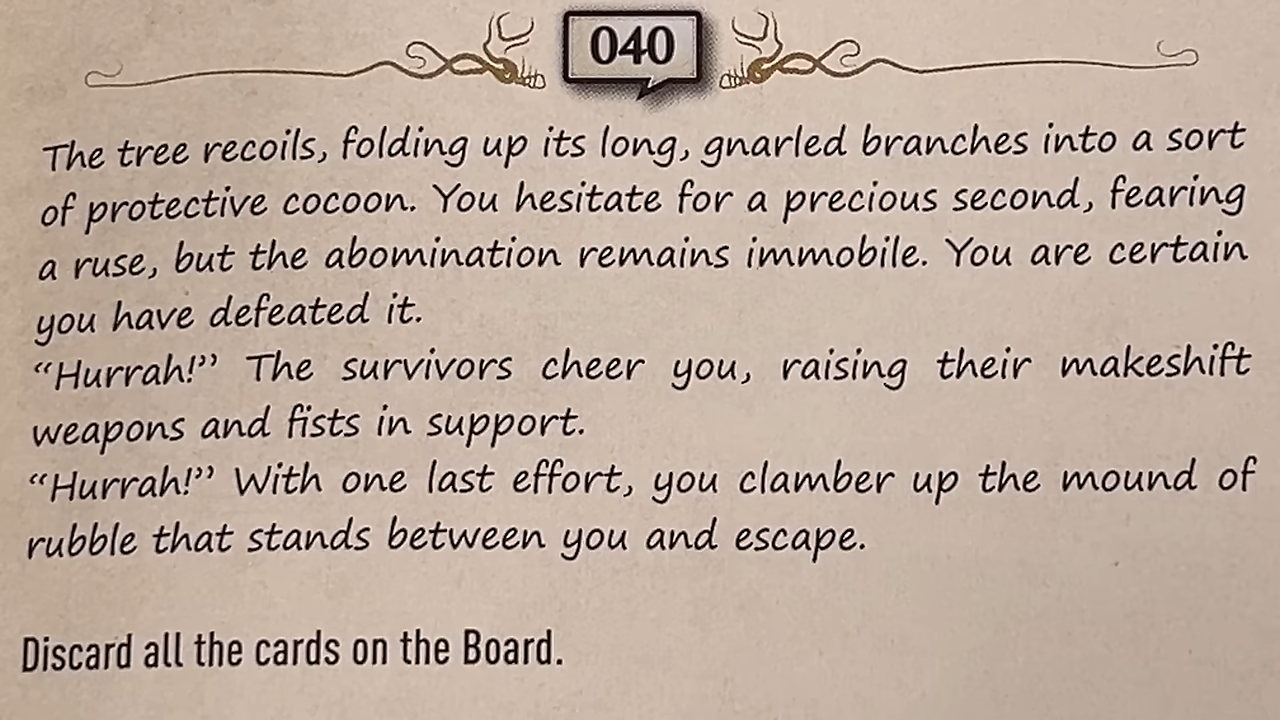 040
The tree recoils, folding up its long, gnarled branches into a sort
of protective cocoon. You hesitate for a precious second, fearing
a ruse, but the abomination remains immobile. You are certain
you have defeated it.
“Hurrah!” The survivors cheer you, raising their makeshift
weapons and fists in support.
“Hurrah!” With one last effort, you clamber up the mound of
rubble that stands between you and escape.
Discard all the cards on the Board.